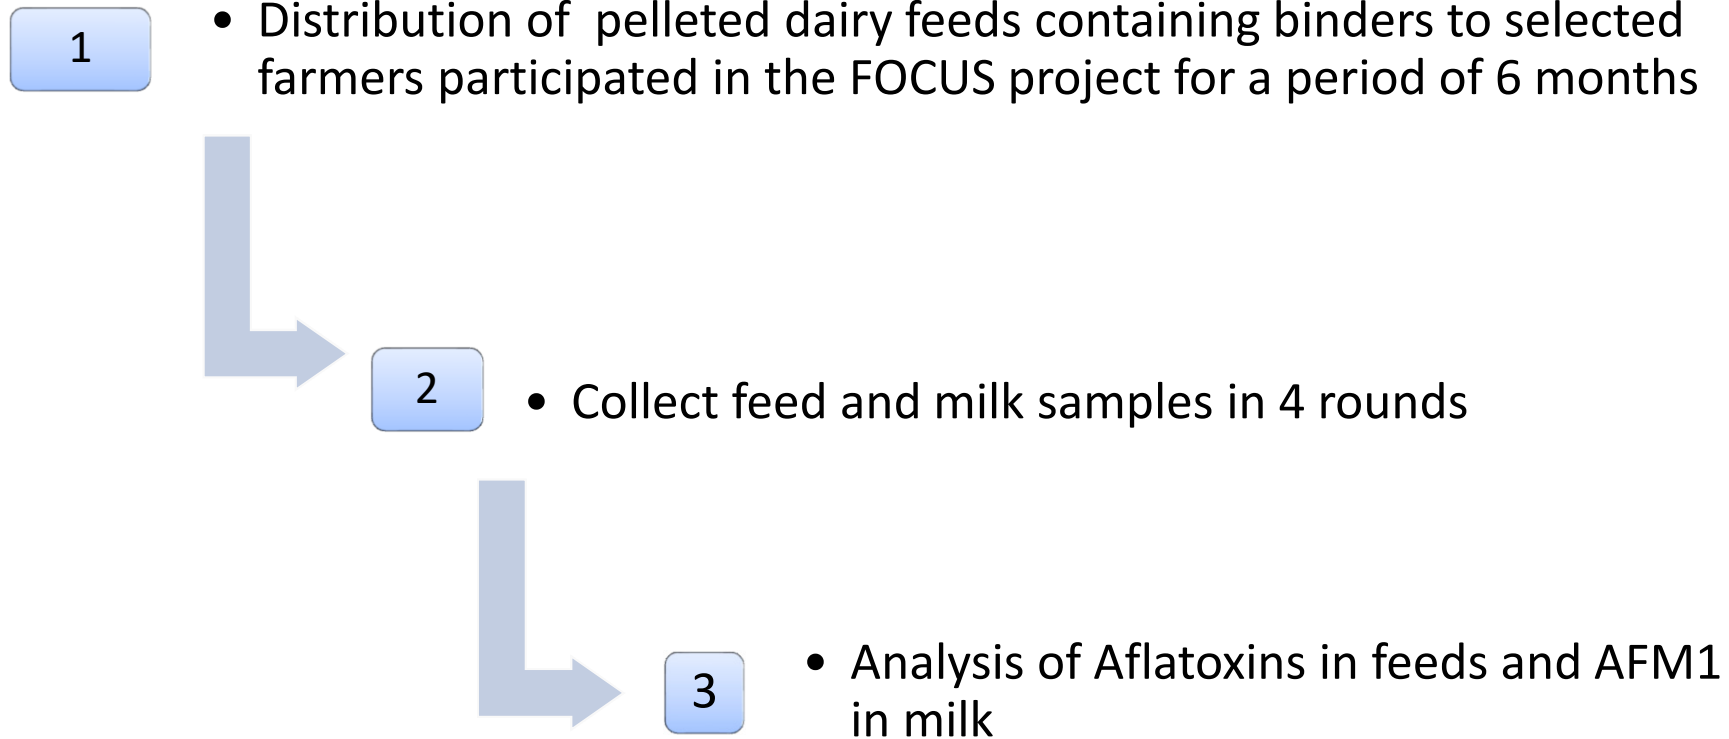 1
• Distribution of  pelleted dairy feeds containing binders to selected
farmers participated in the FOCUS project for a period of 6 months
2
• Collect feed and milk samples in 4 rounds
3
• Analysis of Aflatoxins in feeds and AFM1
in milk